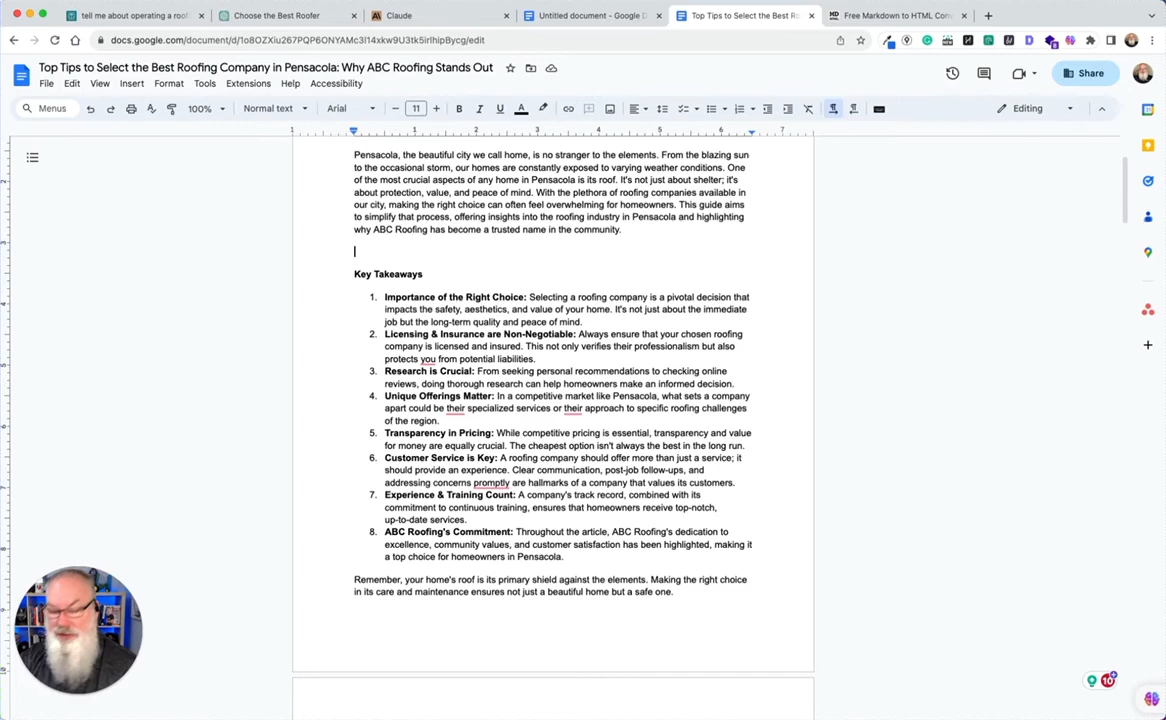 tell me about operating a roof
Choose the Best Roofer
Claude
Untitled document - Google D
Top Tips to Select the Best Ro
MD Free Markdown to HTML Con
docs.google.com/document/d/1o8OZXiu267PQP6ONYAMc3l14xkw9U3tk5irlhipBycg/edit
Top Tips to Select the Best Roofing Company in Pensacola: Why ABC Roofing Stands Out
File Edit View Insert Format Tools Extensions Help Accessibility
Share
Menus 100% Normal text Arial 11 B I U A Editing
1 1 2 3 4 5 6 7
Pensacola, the beautiful city we call home, is no stranger to the elements. From the blazing sun
to the occasional storm, our homes are constantly exposed to varying weather conditions. One
of the most crucial aspects of any home in Pensacola is its roof. It's not just about shelter; it's
about protection, value, and peace of mind. With the plethora of roofing companies available in
our city, making the right choice can often feel overwhelming for homeowners. This guide aims
to simplify that process, offering insights into the roofing industry in Pensacola and highlighting
why ABC Roofing has become a trusted name in the community.
Key Takeaways
1. Importance of the Right Choice: Selecting a roofing company is a pivotal decision that
impacts the safety, aesthetics, and value of your home. It's not just about the immediate
job but the long-term quality and peace of mind.
2. Licensing & Insurance are Non-Negotiable: Always ensure that your chosen roofing
company is licensed and insured. This not only verifies their professionalism but also
protects you from potential liabilities.
3. Research is Crucial: From seeking personal recommendations to checking online
reviews, doing thorough research can help homeowners make an informed decision.
4. Unique Offerings Matter: In a competitive market like Pensacola, what sets a company
apart could be their specialized services or their approach to specific roofing challenges
of the region.
5. Transparency in Pricing: While competitive pricing is essential, transparency and value
for money are equally crucial. The cheapest option isn't always the best in the long run.
6. Customer Service is Key: A roofing company should offer more than just a service; it
should provide an experience. Clear communication, post-job follow-ups, and
addressing concerns promptly are hallmarks of a company that values its customers.
7. Experience & Training Count: A company's track record, combined with its
commitment to continuous training, ensures that homeowners receive top-notch,
up-to-date services.
8. ABC Roofing's Commitment: Throughout the article, ABC Roofing's dedication to
excellence, community values, and customer satisfaction has been highlighted, making it
a top choice for homeowners in Pensacola.
Remember, your home's roof is its primary shield against the elements. Making the right choice
in its care and maintenance ensures not just a beautiful home but a safe one.
10